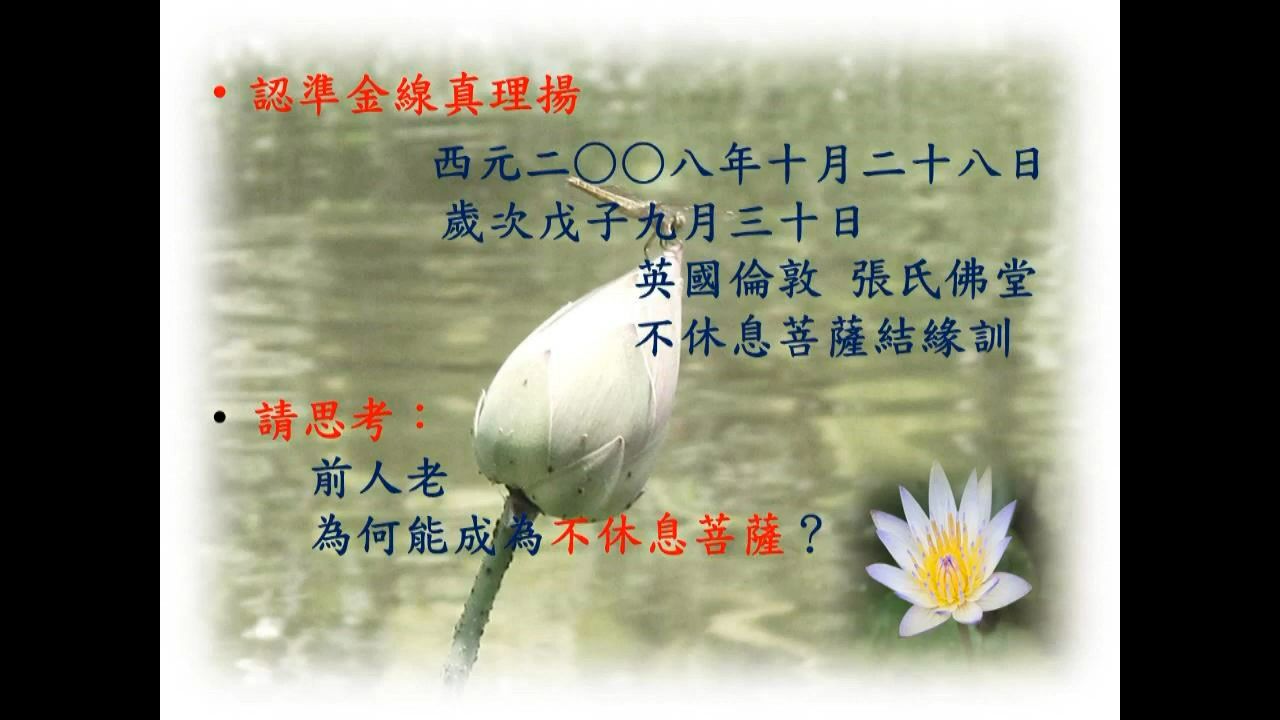 • 認準金線真理揚
西元二〇〇八年十月二十八日
歲次戊子九月三十日
英國倫敦 張氏佛堂
不休息菩薩結緣訓
• 請思考：
前人老
為何能成為不休息菩薩？